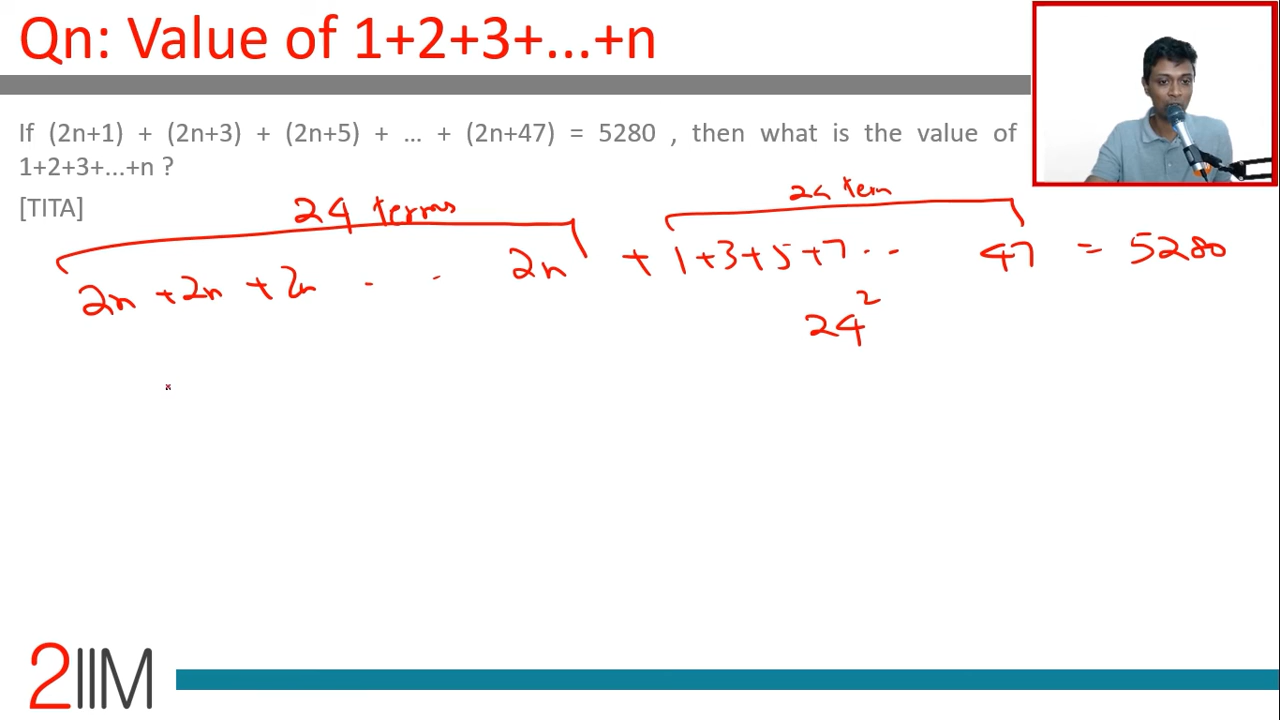 Qn: Value of 1+2+3+...+n
If (2n+1) + (2n+3) + (2n+5) + ... + (2n+47) = 5280 , then what is the value of
1+2+3+...+n ?
[TITA]
24 terms 24 term
2n +2n +2n . . 2n + 1+3+5+7 .. 47 = 5280
24²
2IIM